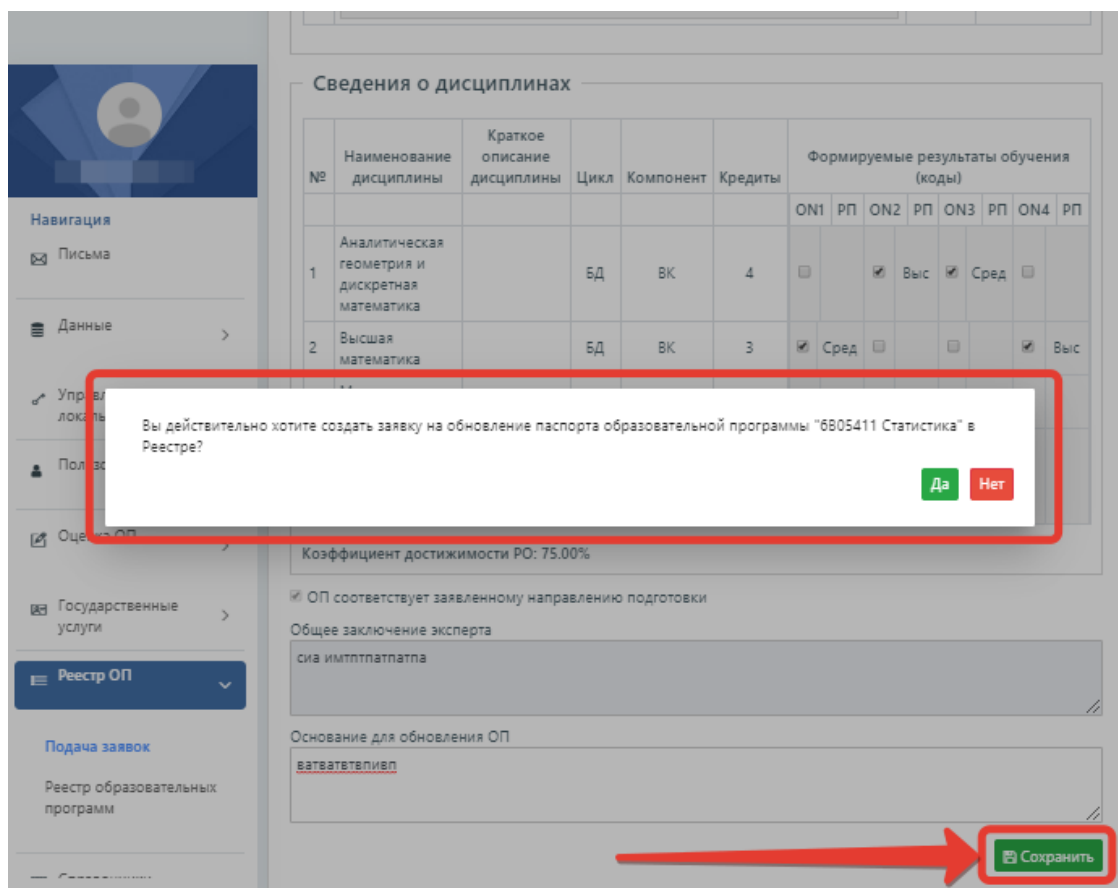 Сведения о дисциплинах
№ Наименование дисциплины Краткое описание дисциплины Цикл Компонент Кредиты Формируемые результаты обучения (коды)
ON1 РП ON2 РП ON3 РП ON4 РП
1 Аналитическая геометрия и дискретная математика БД ВК 4 Выс Сред
2 Высшая математика БД ВК 3 Сред Выс
Навигация
Письма
Данные
Вы действительно хотите создать заявку на обновление паспорта образовательной программы "6B05411 Статистика" в
Реестре?
Да Нет
Коэффициент достижимости РО: 75.00%
ОП соответствует заявленному направлению подготовки
Общее заключение эксперта
сиа имтптпатпатпа
Основание для обновления ОП
ватватвтвпивп
Сохранить
Государственные
услуги
Реестр ОП
Подача заявок
Реестр образовательных
программ